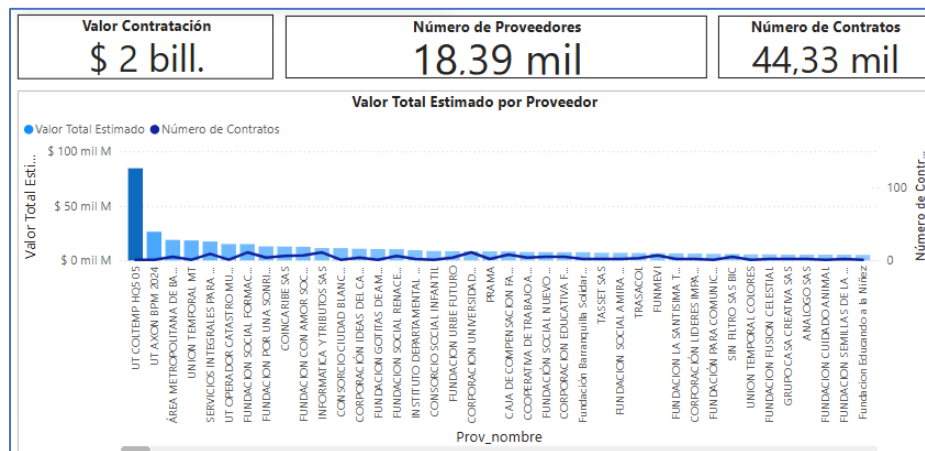 Valor Contratación
$ 2 bill.
Número de Proveedores
18,39 mil
Número de Contratos
44,33 mil
Valor Total Estimado por Proveedor
Valor Total Estimado
Número de Contratos
Valor Total Esti...
$ 100 mil M
$ 50 mil M
$ 0 mil M
100
0
Número de Contr...
UT COLTEMP HQ505
UT AXON BPM 2024
ÁREA METROPOLITANA DE BA...
UNION TEMPORAL MT
SERVICIOS INTEGRALES PARA ...
UT OPERADOR CATASTRO MU...
FUNDACION SOCIAL FORMAC...
FUNDACION POR UNA SONRI...
COINCARIBE SAS
FUNDACION CON AMOR SOC...
INFORMATICA Y TRIBUTOS SAS
CONSORCIO CIUDAD BLANC...
CORPORACIÓN IDEAS DEL CA...
FUNDACION GOTITAS DE AM...
FUNDACION SOCIAL RENACE...
INSTITUTO DEPARTAMENTAL ...
CONSORCIO SOCIAL INFANTIL
FUNDACION URBE FUTURO
CORPORACION UNIVERSIDAD...
PRAMA
CAJA DE COMPENSACION FA...
COOPERATIVA DE TRABAJO A...
FUNDACIÓN SOCIAL NUEVO ...
CORPORACION EDUCATIVA F...
Fundación Barranquilla Solidar...
TASSET SAS
FUNDACION SOCIAL AMIRA ...
TRASACOL
FUNMEVI
FUNDACION LA SANTISIMA T...
CORPORACIÓN LIDERES IMPA...
FUNDACIÓN PARA COMUNIC...
SIN FILTRO SAS BIC
UNION TEMPORAL COLORES
FUNDACION FUSION CELESTIAL
GRUPO CASA CREATIVA SAS
ANALOGO SAS
FUNDACION CUIDADO ANIMAL
FUNDACION SEMILLAS DE LA ...
Fundacion Educando a la Niñez
Prov_nombre